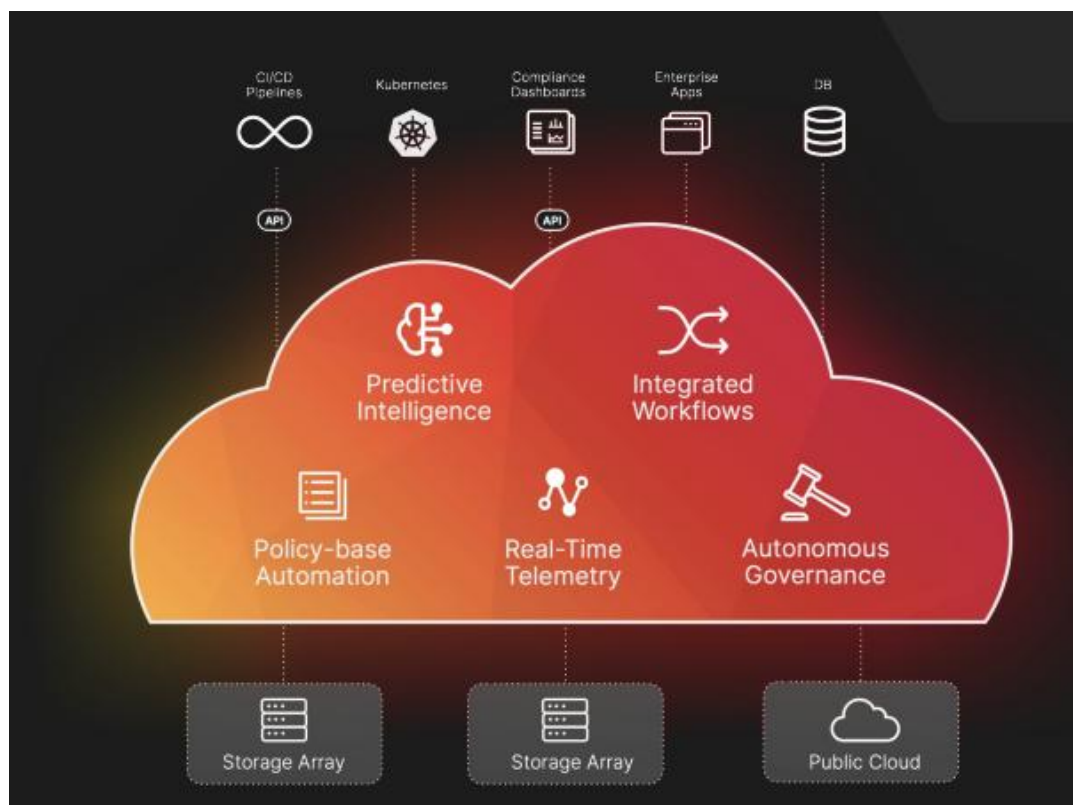 CI/CD
Pipelines
Kubernetes
Compliance
Dashboards
Enterprise
Apps
DB
API
API
Predictive
Intelligence
Integrated
Workflows
Policy-base
Automation
Real-Time
Telemetry
Autonomous
Governance
Storage Array
Storage Array
Public Cloud